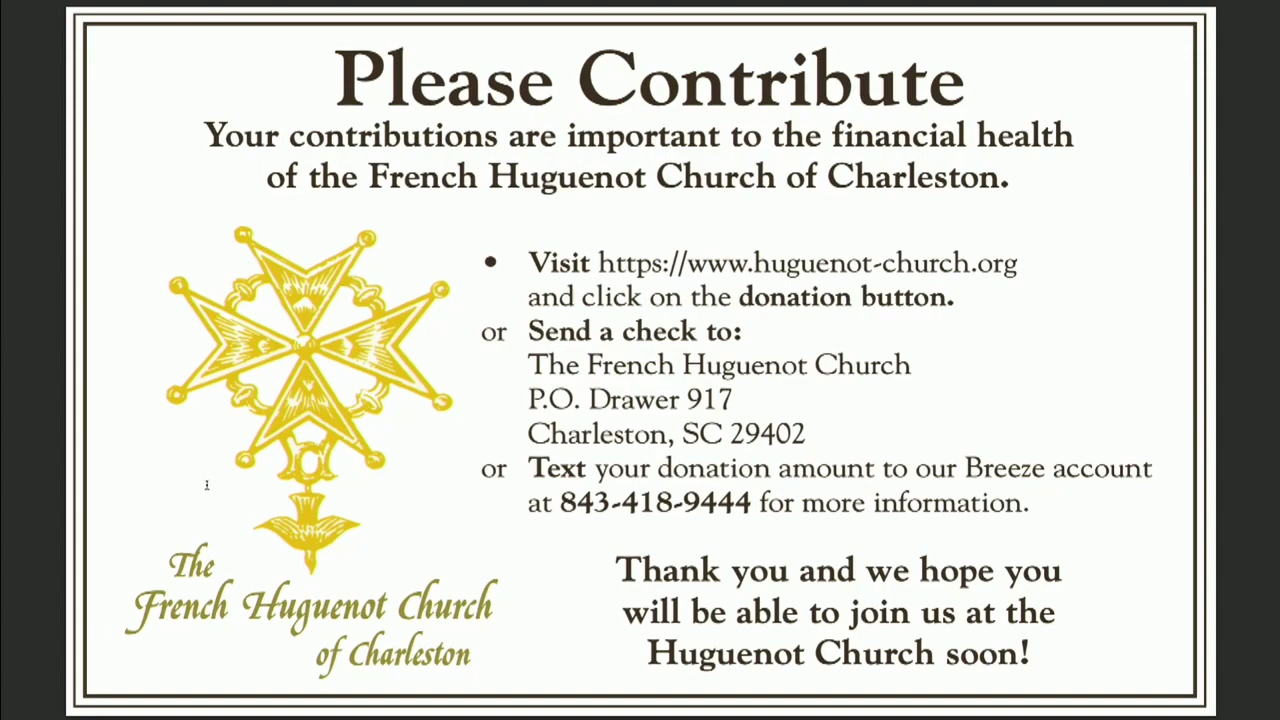 Please Contribute
Your contributions are important to the financial health
of the French Huguenot Church of Charleston.
• Visit https://www.huguenot-church.org
and click on the donation button.
or Send a check to:
The French Huguenot Church
P.O. Drawer 917
Charleston, SC 29402
or Text your donation amount to our Breeze account
at 843-418-9444 for more information.
The
French Huguenot Church
of Charleston
Thank you and we hope you
will be able to join us at the
Huguenot Church soon!